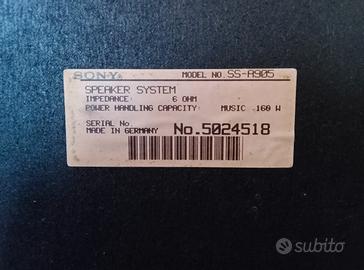 SONY MODEL NO. SS-A905
SPEAKER SYSTEM
IMPEDANCE: 6 OHM
POWER HANDLING CAPACITY: MUSIC 160 W
SERIAL No
MADE IN GERMANY No.5024518
subito